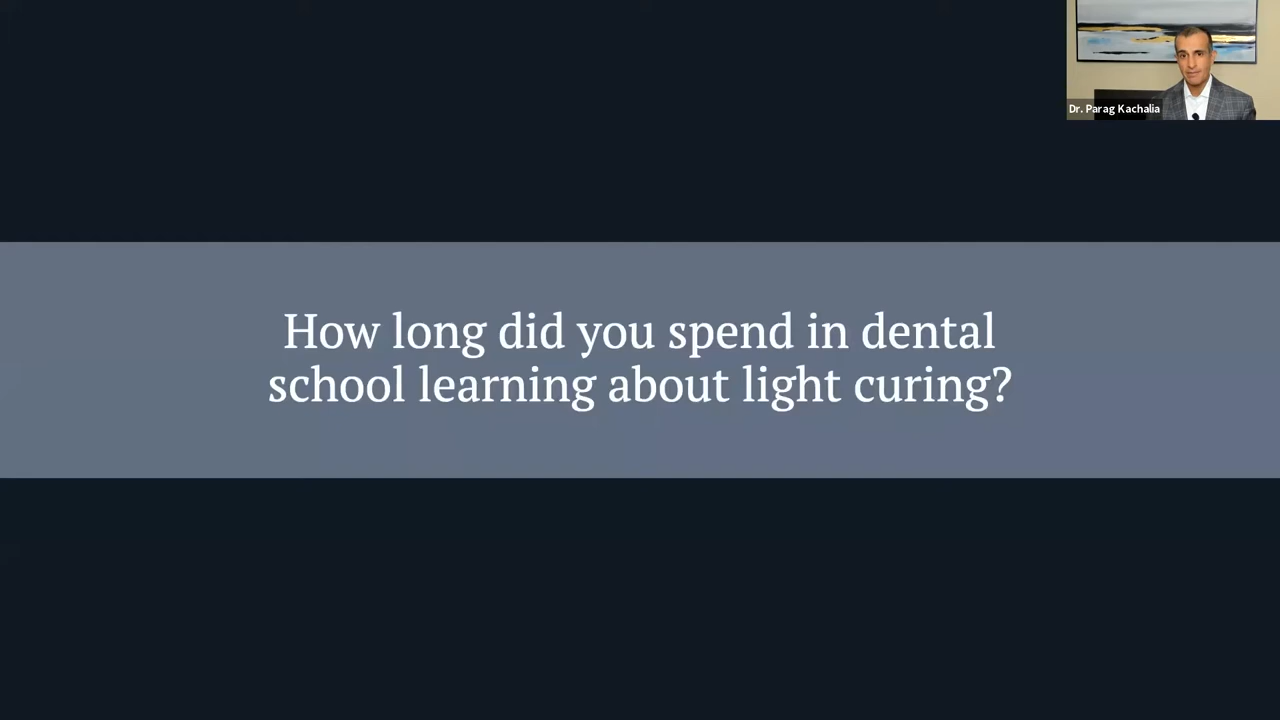 Dr. Parag Kachalia
How long did you spend in dental
school learning about light curing?